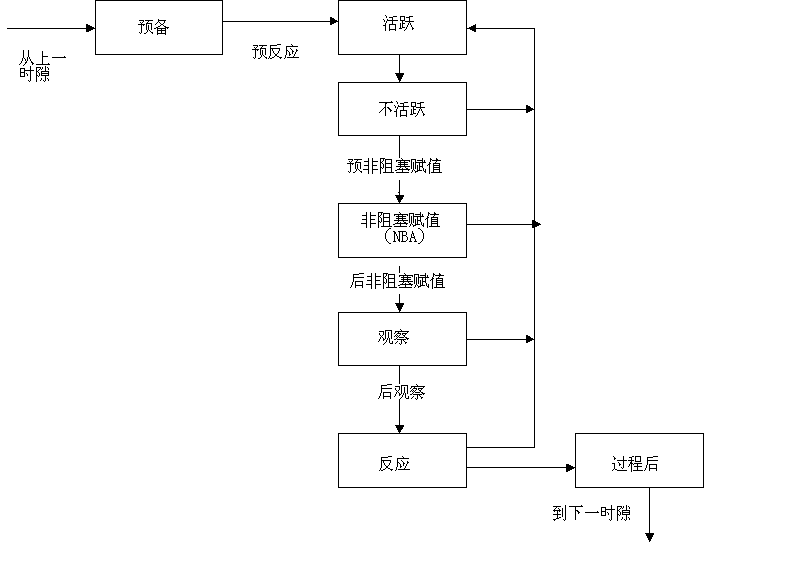 预备
活跃
预反应
从上一
时隙
不活跃
预非阻塞赋值
非阻塞赋值
(NBA)
后非阻塞赋值
观察
后观察
反应
过程后
到下一时隙